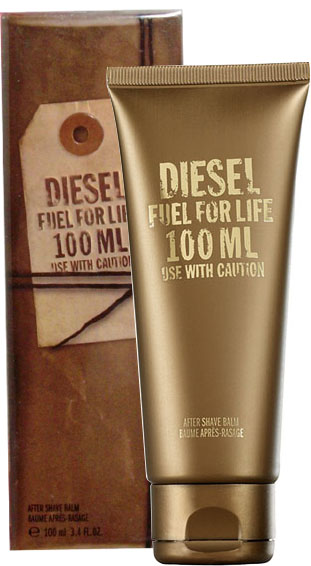 DIESEL
FUEL FOR LIFE
100 ML
USE WITH CAUTION
AFTER SHAVE BALM
BAUME APRÈS-RASAGE
℮ 100 ml 3.4 FL.OZ.
DIESEL
FUEL FOR LIFE
100 ML
USE WITH CAUTION
AFTER SHAVE BALM
BAUME APRÈS-RASAGE